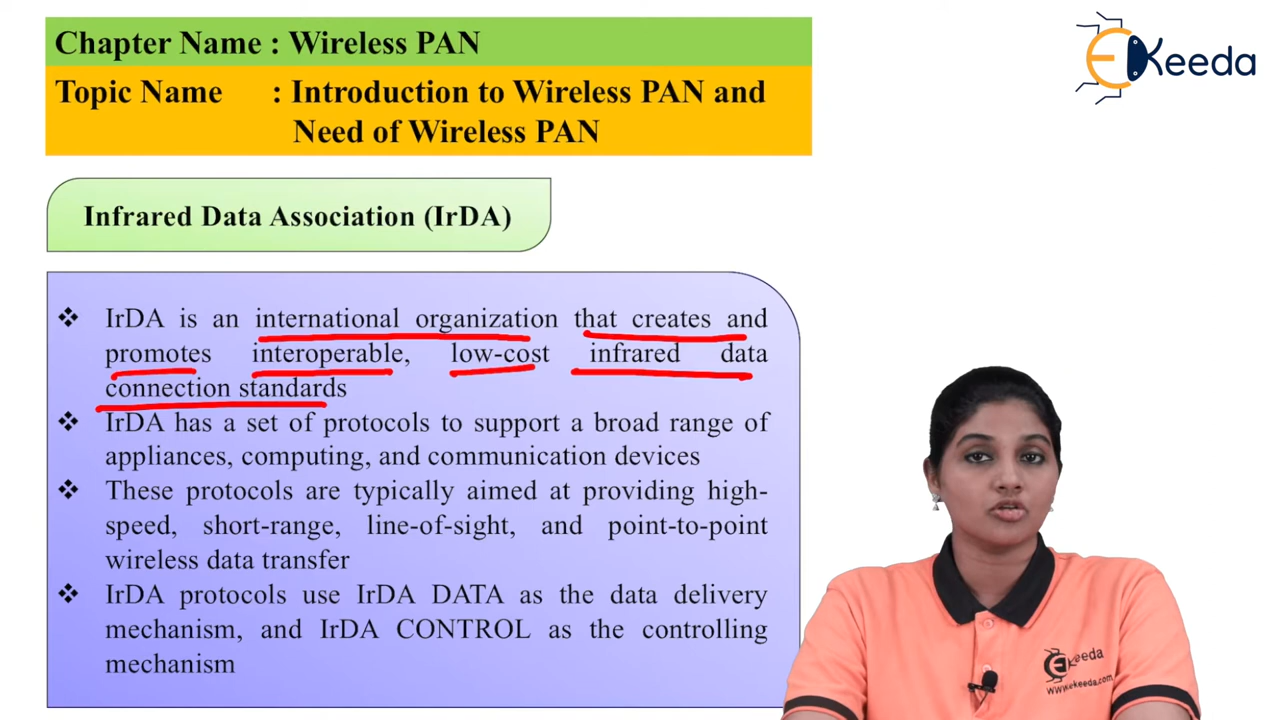 Chapter Name : Wireless PAN
Topic Name : Introduction to Wireless PAN and
Need of Wireless PAN
EKeeda
Infrared Data Association (IrDA)
❖ IrDA is an international organization that creates and
promotes interoperable, low-cost infrared data
connection standards
❖ IrDA has a set of protocols to support a broad range of
appliances, computing, and communication devices
❖ These protocols are typically aimed at providing high-
speed, short-range, line-of-sight, and point-to-point
wireless data transfer
❖ IrDA protocols use IrDA DATA as the data delivery
mechanism, and IrDA CONTROL as the controlling
mechanism
EKeeda
www.ekeeda.com